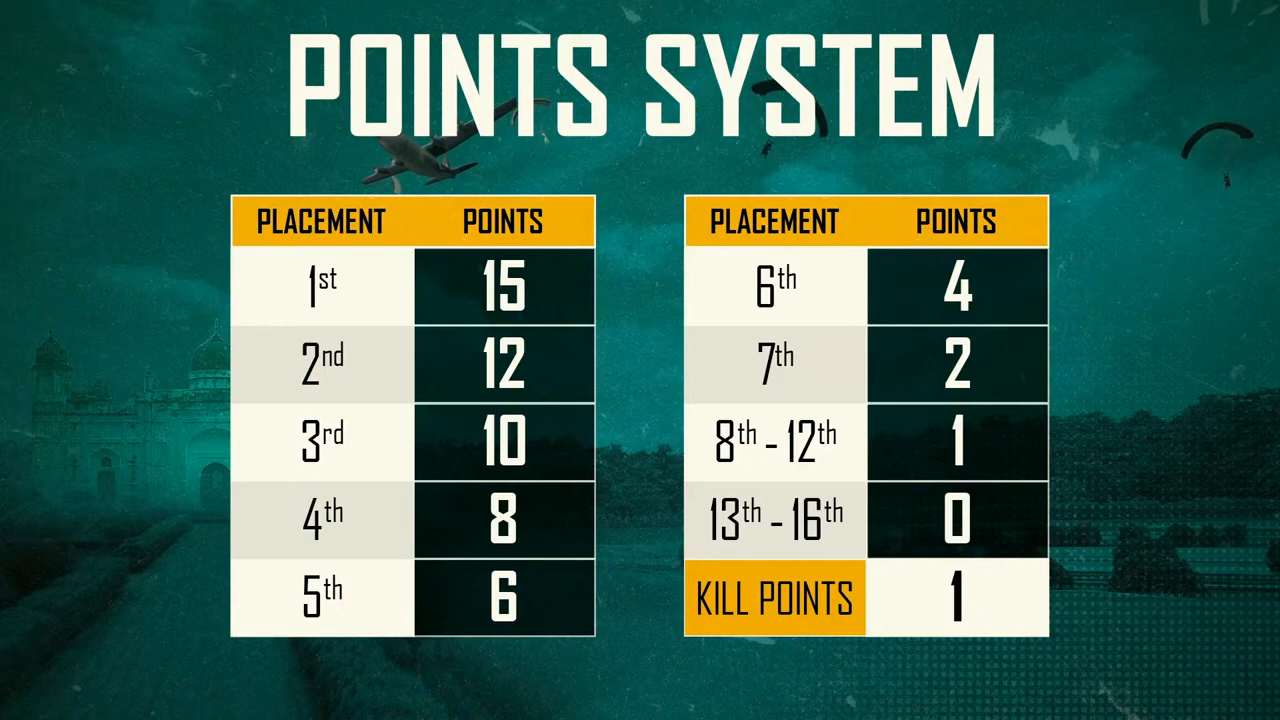 POINTS SYSTEM
PLACEMENT POINTS
1st 15
2nd 12
3rd 10
4th 8
5th 6
PLACEMENT POINTS
6th 4
7th 2
8th - 12th 1
13th - 16th 0
KILL POINTS 1